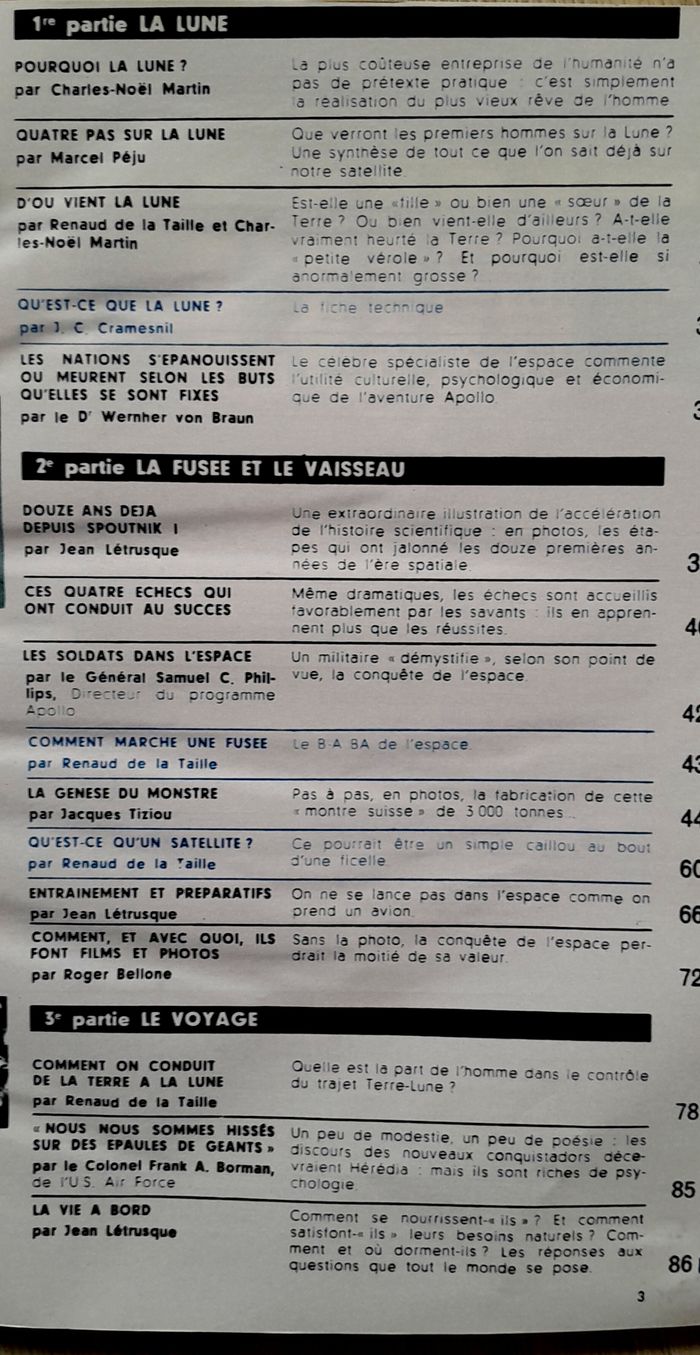 1re partie LA LUNE
POURQUOI LA LUNE ?
par Charles-Noël Martin
La plus coûteuse entreprise de l'humanité n'a
pas de prétexte pratique : c'est simplement
la réalisation du plus vieux rêve de l'homme
QUATRE PAS SUR LA LUNE
par Marcel Péju
Que verront les premiers hommes sur la Lune ?
Une synthèse de tout ce que l'on sait déjà sur
notre satellite.
D'OU VIENT LA LUNE
par Renaud de la Taille et Char-
les-Noël Martin
Est-elle une «fille» ou bien une « sœur » de la
Terre ? Ou bien vient-elle d'ailleurs ? A-t-elle
vraiment heurté la Terre ? Pourquoi a-t-elle la
« petite vérole » ? Et pourquoi est-elle si
anormalement grosse ?
QU'EST-CE QUE LA LUNE ?
par J. C. Cramesnil
La fiche technique
3
LES NATIONS S'EPANOUISSENT
OU MEURENT SELON LES BUTS
QU'ELLES SE SONT FIXES
par le Dr Wernher von Braun
Le célèbre spécialiste de l'espace commente
l'utilité culturelle, psychologique et économi-
que de l'aventure Apollo.
3
2e partie LA FUSEE ET LE VAISSEAU
DOUZE ANS DEJA
DEPUIS SPOUTNIK I
par Jean Létrusque
Une extraordinaire illustration de l'accélération
de l'histoire scientifique : en photos, les éta-
pes qui ont jalonné les douze premières an-
nées de l'ère spatiale.
3
CES QUATRE ECHECS QUI
ONT CONDUIT AU SUCCES
Même dramatiques, les échecs sont accueillis
favorablement par les savants : ils en appren-
nent plus que les réussites.
40
LES SOLDATS DANS L'ESPACE
par le Général Samuel C. Phil-
lips, Directeur du programme
Apollo
Un militaire « démystifie », selon son point de
vue, la conquête de l'espace.
42
COMMENT MARCHE UNE FUSEE
par Renaud de la Taille
Le B-A BA de l'espace.
43
LA GENESE DU MONSTRE
par Jacques Tiziou
Pas à pas, en photos, la fabrication de cette
« montre suisse » de 3 000 tonnes...
44
QU'EST-CE QU'UN SATELLITE ?
par Renaud de la Taille
Ce pourrait être un simple caillou au bout
d'une ficelle.
60
ENTRAINEMENT ET PREPARATIFS
par Jean Létrusque
On ne se lance pas dans l'espace comme on
prend un avion.
66
COMMENT, ET AVEC QUOI, ILS
FONT FILMS ET PHOTOS
par Roger Bellone
Sans la photo, la conquête de l'espace per-
drait la moitié de sa valeur.
72
3e partie LE VOYAGE
COMMENT ON CONDUIT
DE LA TERRE A LA LUNE
par Renaud de la Taille
Quelle est la part de l'homme dans le contrôle
du trajet Terre-Lune ?
78
« NOUS NOUS SOMMES HISSÉS
SUR DES EPAULES DE GEANTS »
par le Colonel Frank A. Borman,
de l'U.S. Air Force
Un peu de modestie, un peu de poésie : les
discours des nouveaux conquistadors déce-
vraient Hérédia : mais ils sont riches de psy-
chologie.
85
LA VIE A BORD
par Jean Létrusque
Comment se nourrissent-« ils » ? Et comment
satisfont-« ils » leurs besoins naturels ? Com-
ment et où dorment-ils ? Les réponses aux
questions que tout le monde se pose.
86
3